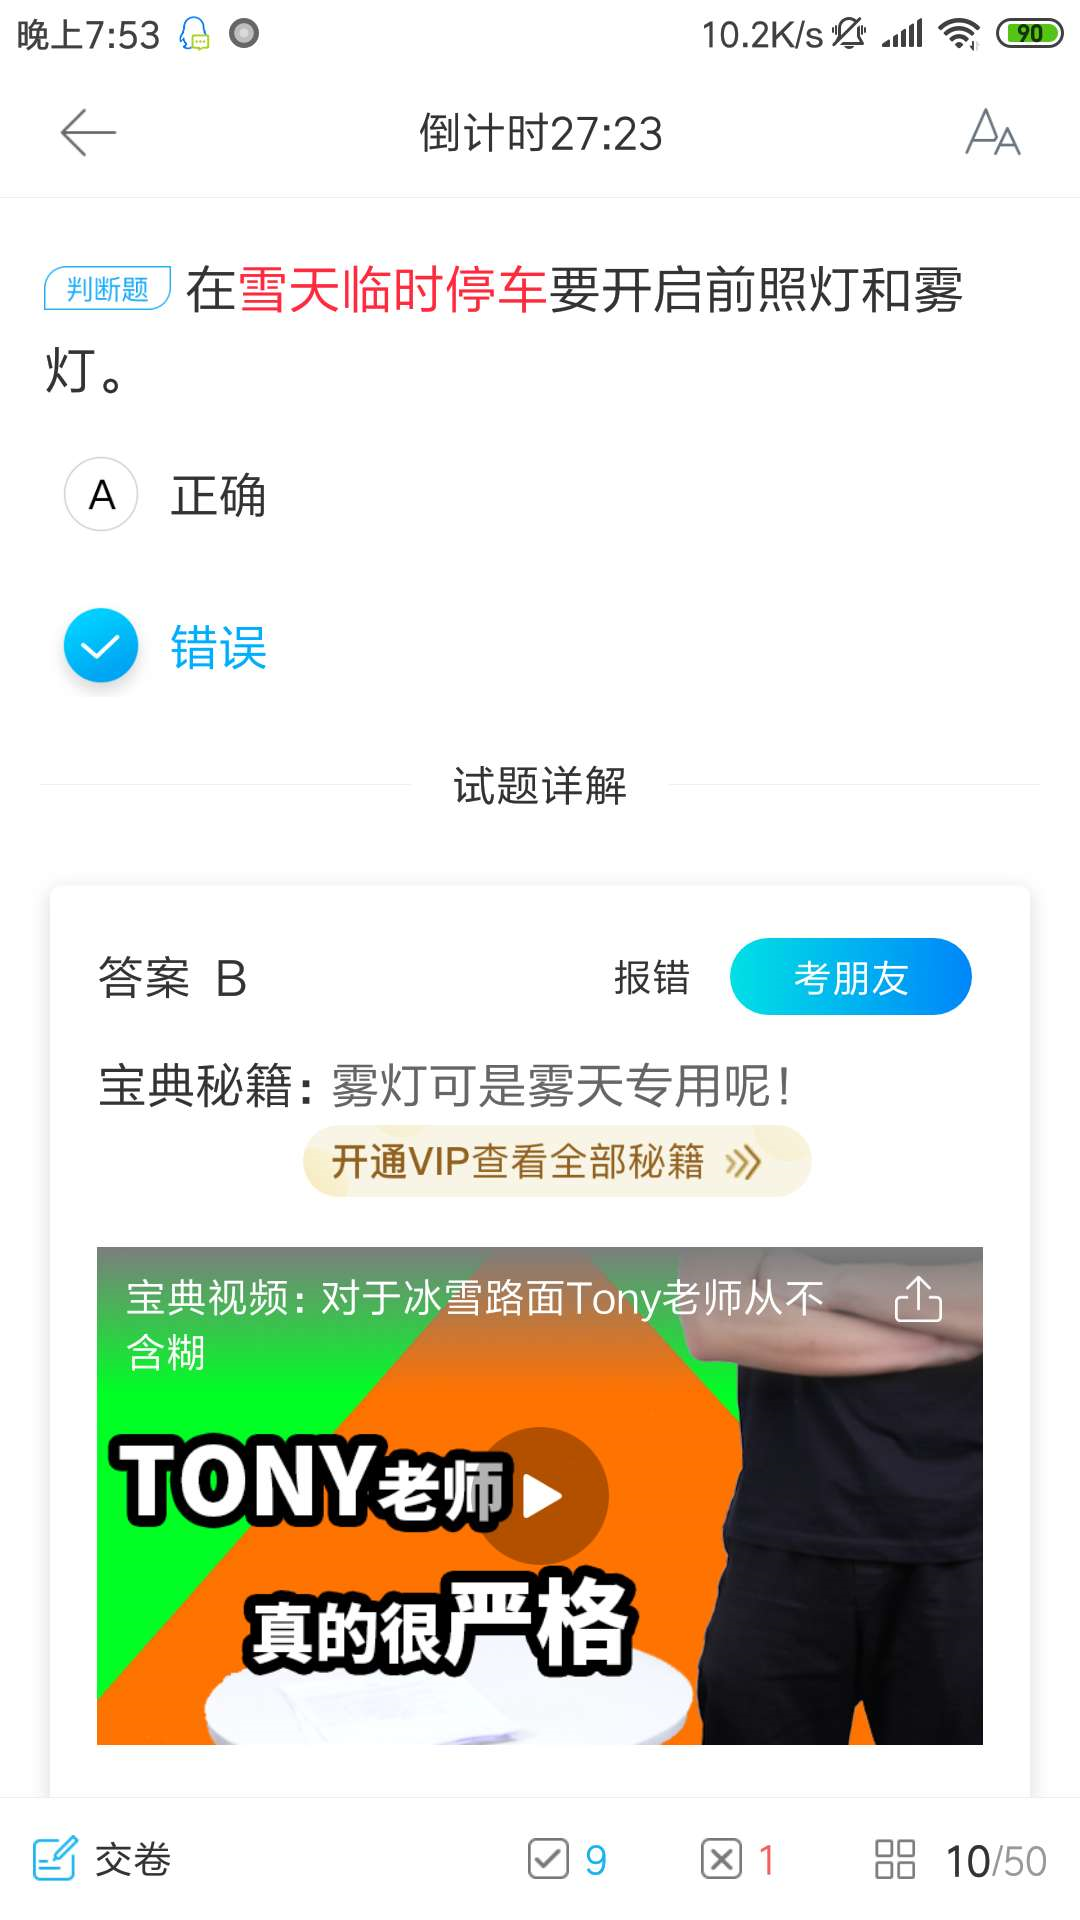 晚上7:53
10.2K/s
90
倒计时27:23
判断题 在雪天临时停车要开启前照灯和雾
灯。
A 正确
错误
试题详解
答案 B
报错
考朋友
宝典秘籍：雾灯可是雾天专用呢！
开通VIP查看全部秘籍
宝典视频：对于冰雪路面Tony老师从不
含糊
TONY老师
真的很严格
交卷
9
1
10/50